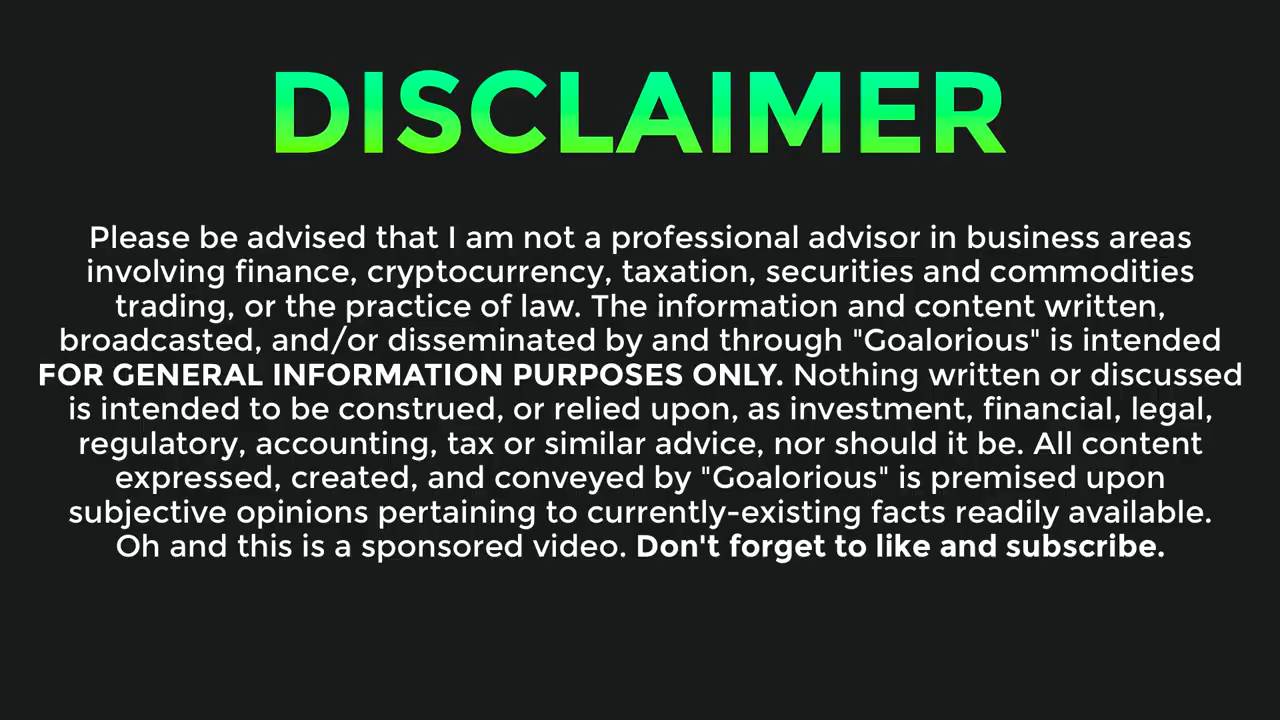 DISCLAIMER
Please be advised that I am not a professional advisor in business areas
involving finance, cryptocurrency, taxation, securities and commodities
trading, or the practice of law. The information and content written,
broadcasted, and/or disseminated by and through "Goalorious" is intended
FOR GENERAL INFORMATION PURPOSES ONLY. Nothing written or discussed
is intended to be construed, or relied upon, as investment, financial, legal,
regulatory, accounting, tax or similar advice, nor should it be. All content
expressed, created, and conveyed by "Goalorious" is premised upon
subjective opinions pertaining to currently-existing facts readily available.
Oh and this is a sponsored video. Don't forget to like and subscribe.